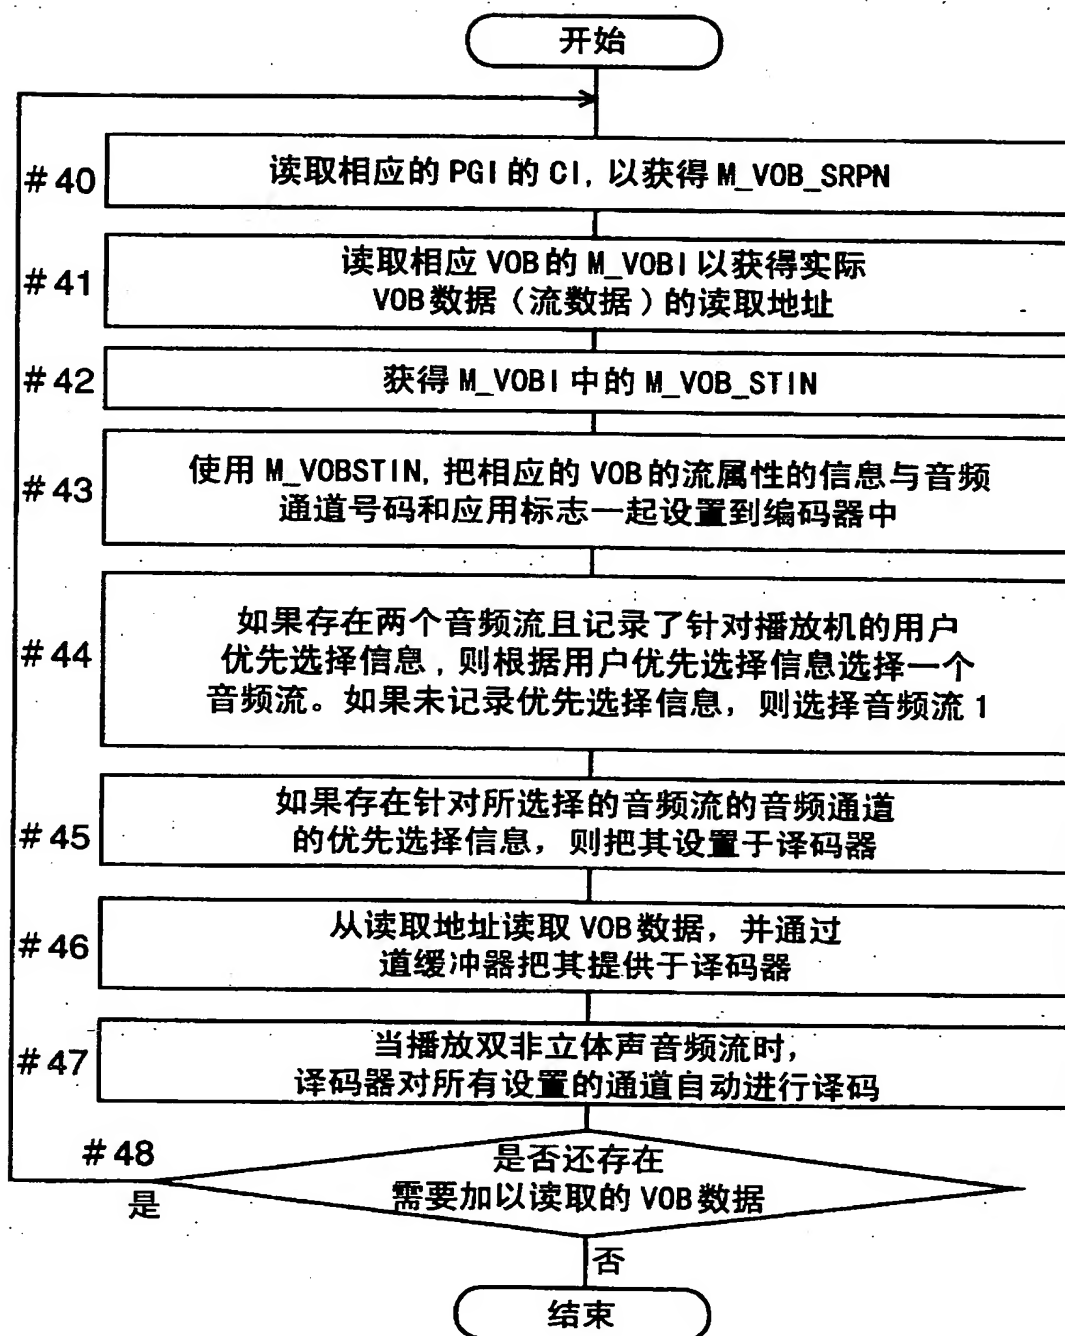 开始
#40
读取相应的 PGI 的 CI, 以获得 M_VOB_SRPN
#41
读取相应 VOB 的 M_VOBI 以获得实际
VOB 数据（流数据）的读取地址
#42
获得 M_VOBI 中的 M_VOB_STIN
#43
使用 M_VOBSTIN, 把相应的 VOB 的流属性的信息与音频
通道号码和应用标志一起设置到编码器中
#44
如果存在两个音频流且记录了针对播放机的用户
优先选择信息，则根据用户优先选择信息选择一个
音频流。如果未记录优先选择信息，则选择音频流 1
#45
如果存在针对所选择的音频流的音频通道
的优先选择信息，则把其设置于译码器
#46
从读取地址读取 VOB 数据，并通过
道缓冲器把其提供于译码器
#47
当播放双非立体声音频流时，
译码器对所有设置的通道自动进行译码
#48
是否还存在
需要加以读取的 VOB 数据
是
否
结束